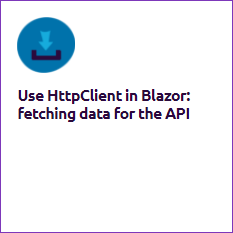 Use HttpClient in Blazor:
fetching data for the API